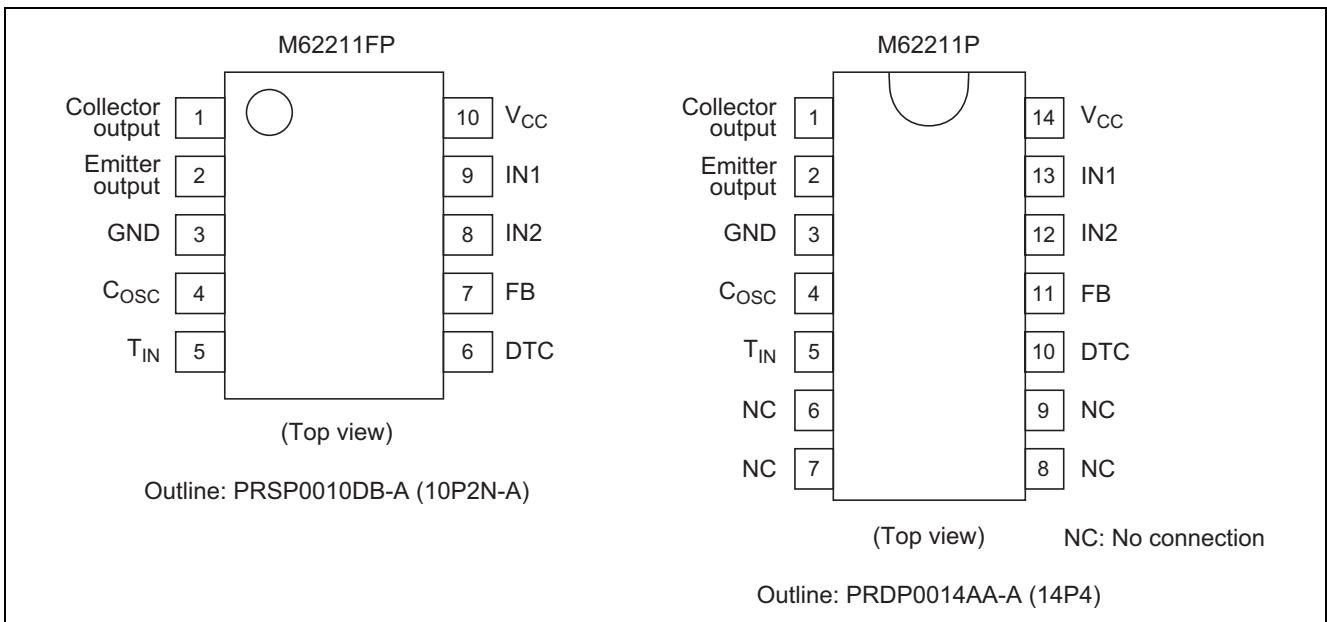 M62211FP
Collector
output
1
10
VCC
Emitter
output
2
9
IN1
GND
3
8
IN2
COSC
4
7
FB
TIN
5
6
DTC
(Top view)
Outline: PRSP0010DB-A (10P2N-A)
M62211P
Collector
output
1
14
VCC
Emitter
output
2
13
IN1
GND
3
12
IN2
COSC
4
11
FB
TIN
5
10
DTC
NC
6
9
NC
NC
7
8
NC
(Top view)
NC: No connection
Outline: PRDP0014AA-A (14P4)